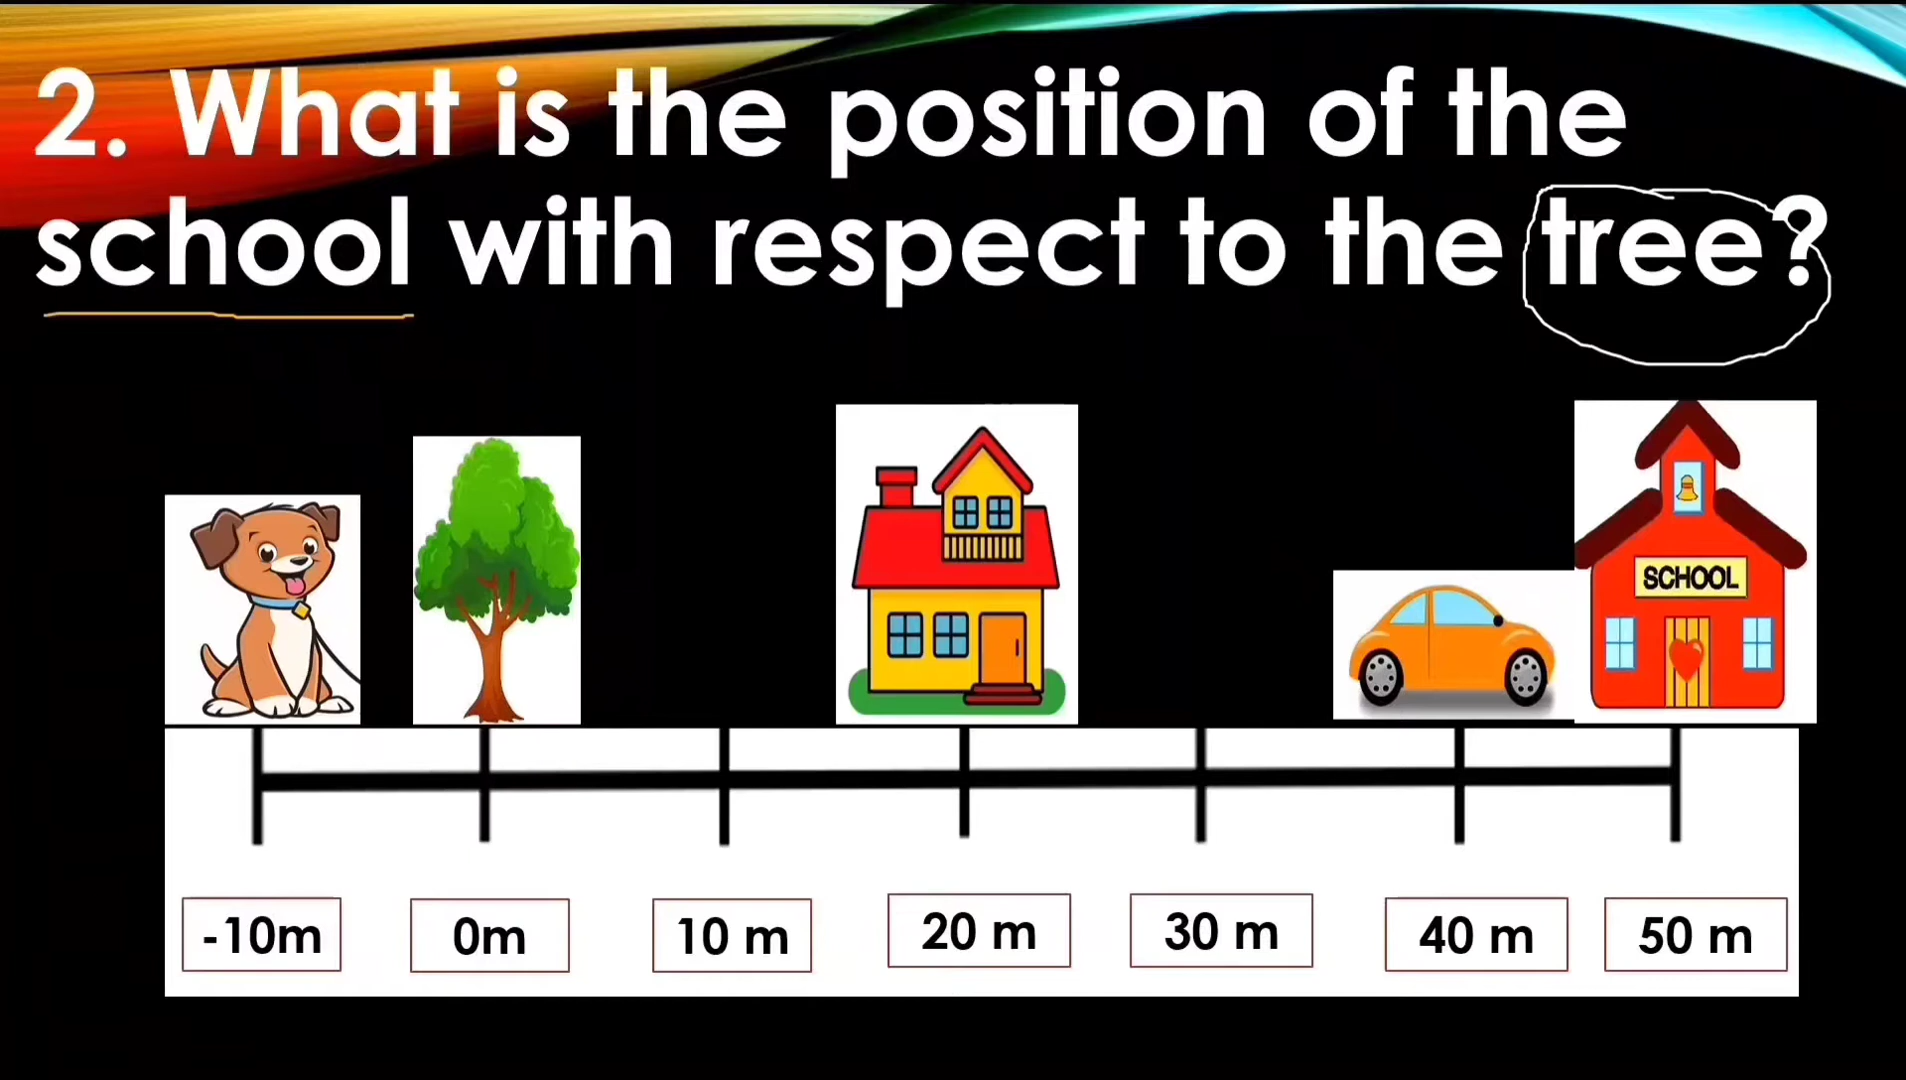 2. What is the position of the
school with respect to the tree?
SCHOOL
-10m 0m 10 m 20 m 30 m 40 m 50 m